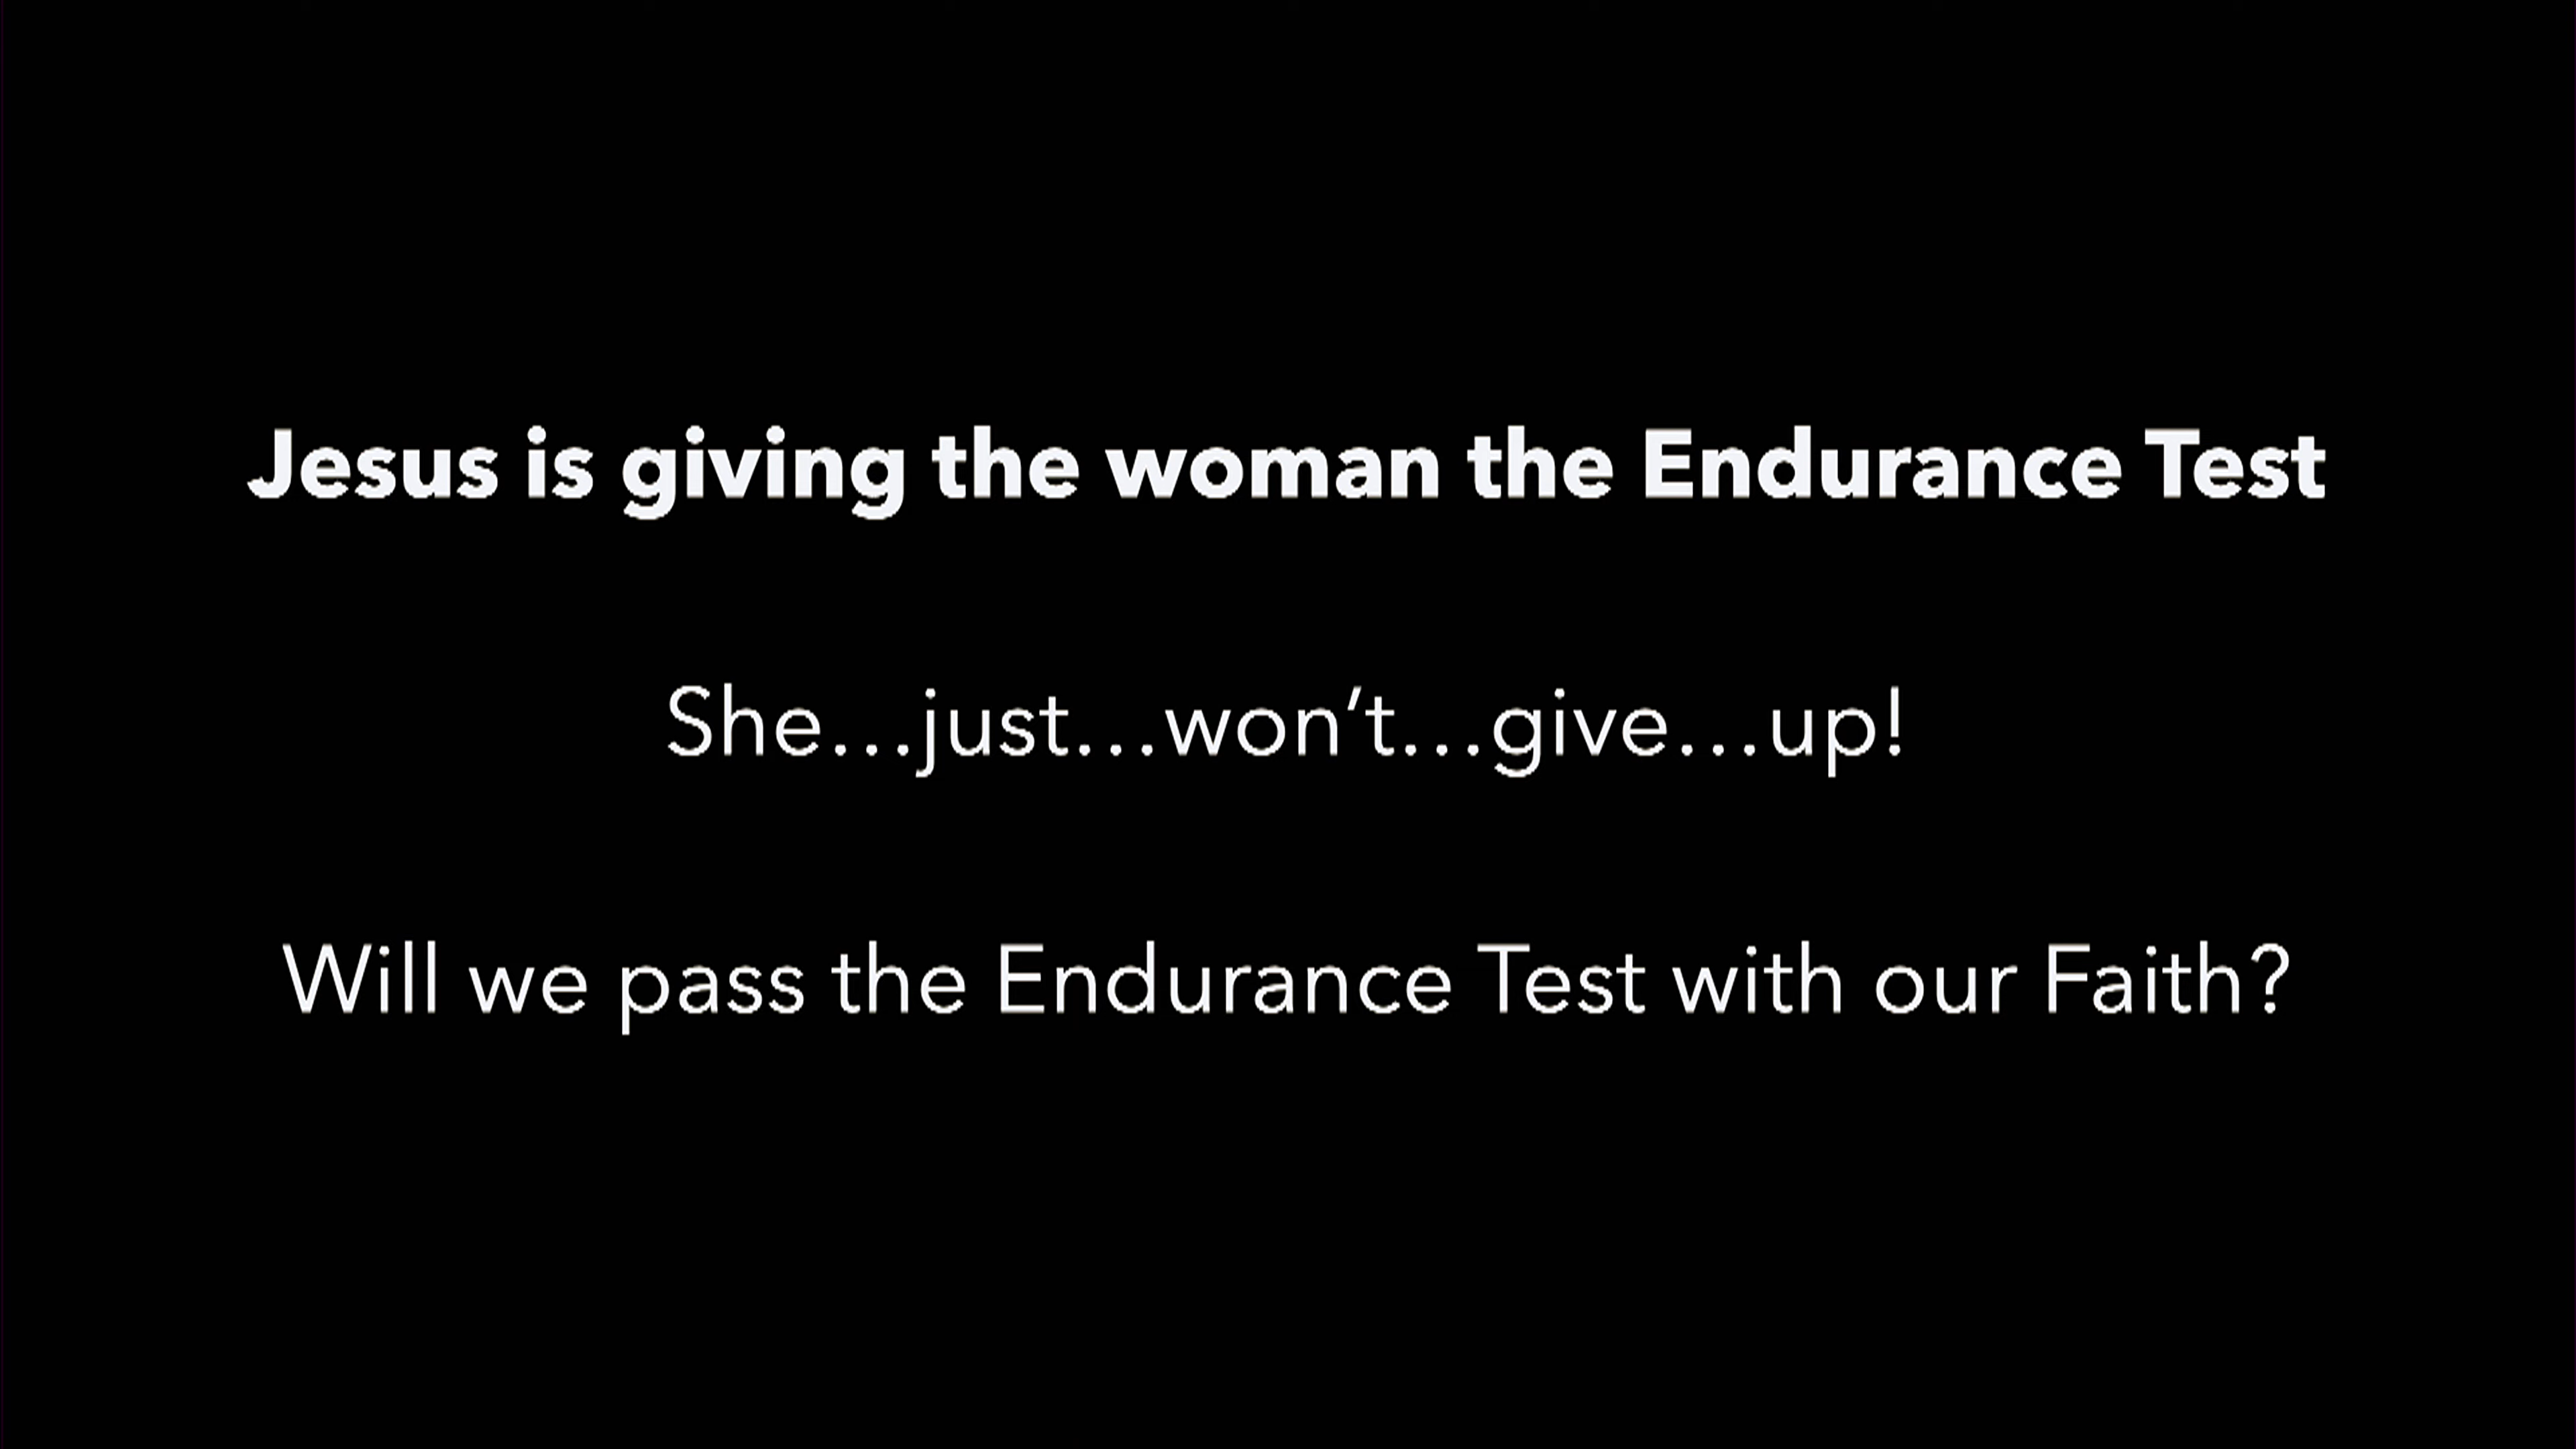 Jesus is giving the woman the Endurance Test
She…just…won’t…give…up!
Will we pass the Endurance Test with our Faith?